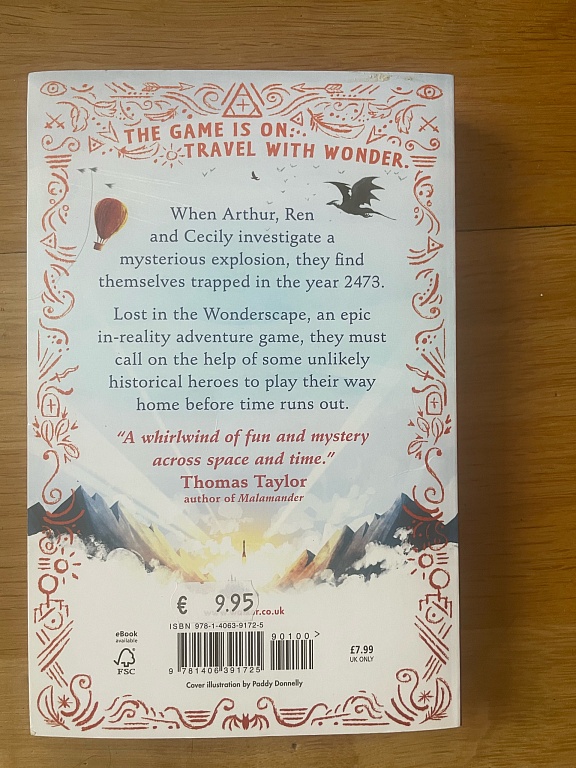 THE GAME IS ON:
TRAVEL WITH WONDER.
When Arthur, Ren
and Cecily investigate a
mysterious explosion, they find
themselves trapped in the year 2473.
Lost in the Wonderscape, an epic
in-reality adventure game, they must
call on the help of some unlikely
historical heroes to play their way
home before time runs out.
“A whirlwind of fun and mystery
across space and time.”
Thomas Taylor
author of Malamander
€ 9.95
.co.uk
ISBN 978-1-4063-9172-5
90100>
9 781406 391725
eBook
available
FSC
£7.99
UK ONLY
Cover illustration by Paddy Donnelly